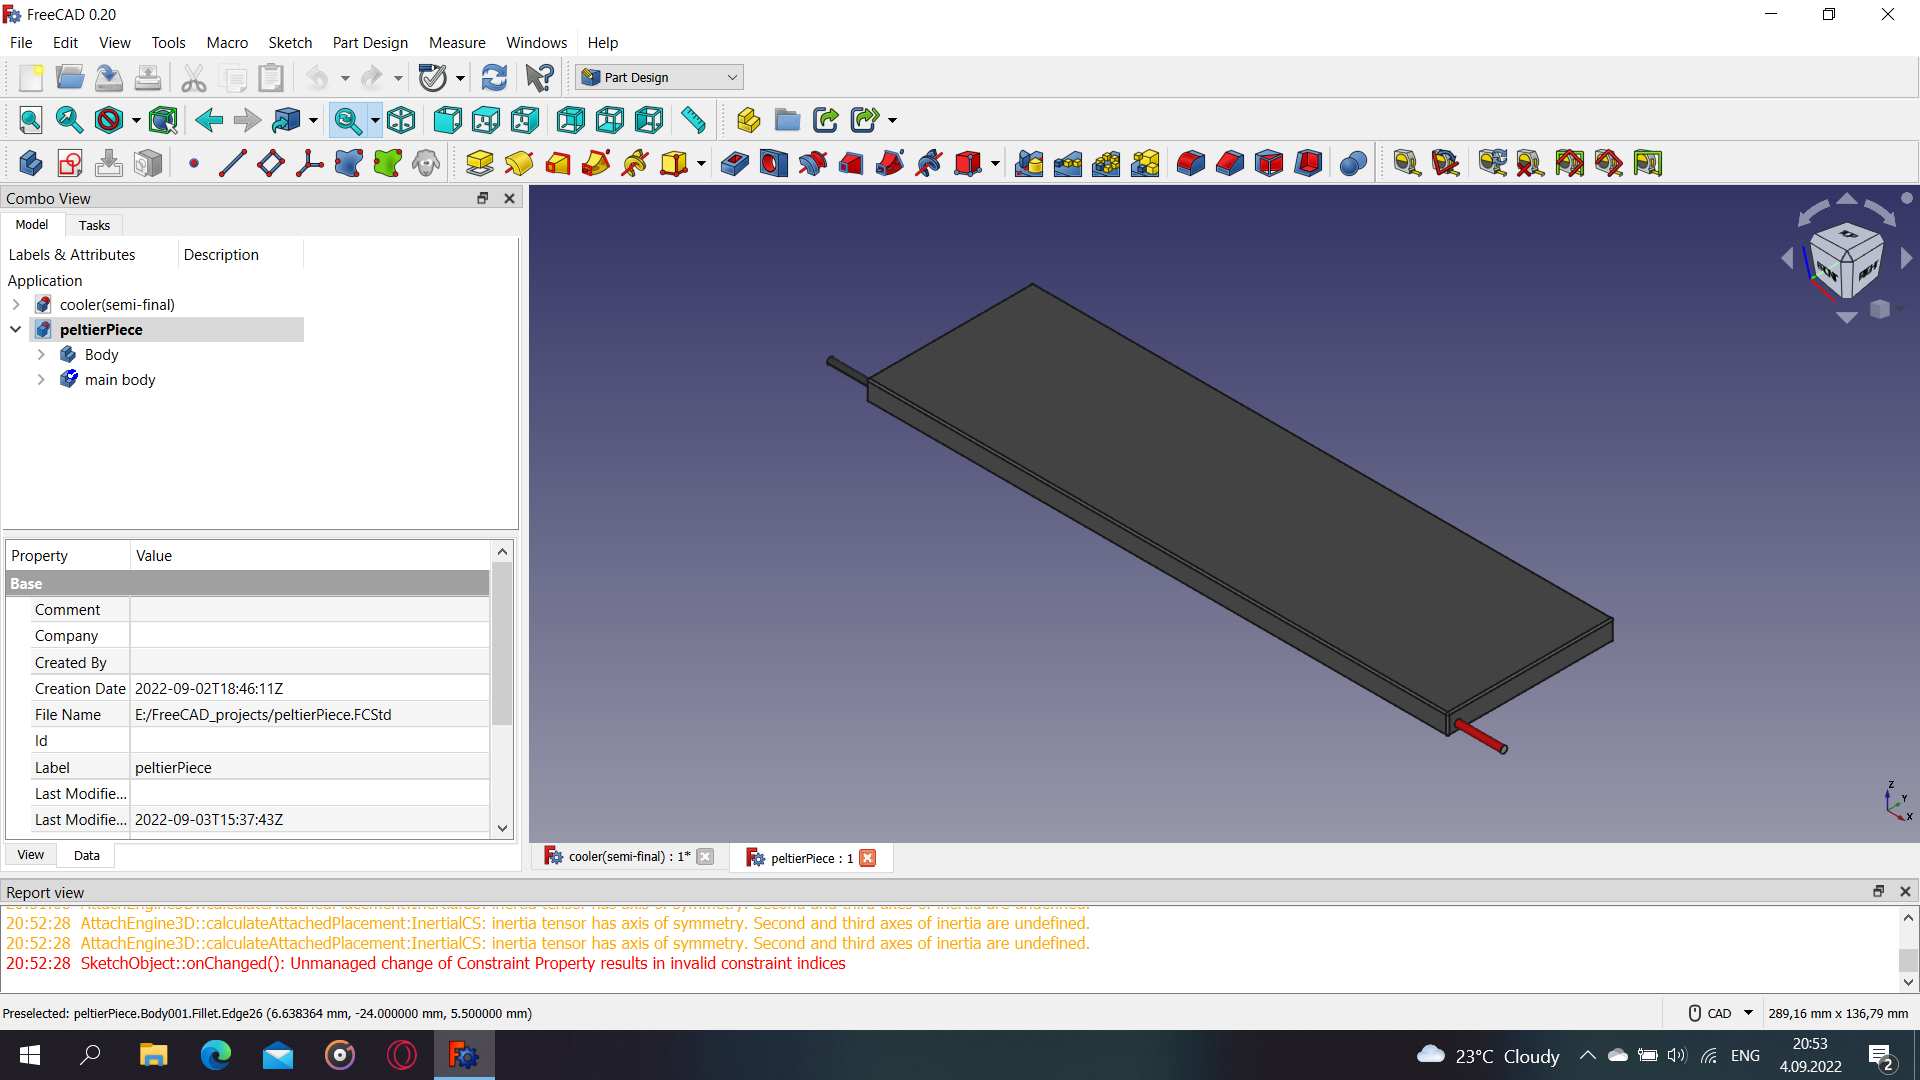 FreeCAD 0.20
File Edit View Tools Macro Sketch Part Design Measure Windows Help
Part Design
Combo View
Model Tasks
Labels & Attributes Description
Application
cooler(semi-final)
peltierPiece
Body
main body
Property Value
Base
Comment
Company
Created By
Creation Date 2022-09-02T18:46:11Z
File Name E:/FreeCAD_projects/peltierPiece.FCStd
Id
Label peltierPiece
Last Modifie...
Last Modifie... 2022-09-03T15:37:43Z
View Data
TOP
FRONT RIGHT
Z
Y
X
cooler(semi-final) : 1* peltierPiece : 1
Report view
20:52:28 AttachEngine3D::calculateAttachedPlacement:InertialCS: inertia tensor has axis of symmetry. Second and third axes of inertia are undefined.
20:52:28 AttachEngine3D::calculateAttachedPlacement:InertialCS: inertia tensor has axis of symmetry. Second and third axes of inertia are undefined.
20:52:28 SketchObject::onChanged(): Unmanaged change of Constraint Property results in invalid constraint indices
Preselected: peltierPiece.Body001.Fillet.Edge26 (6.638364 mm, -24.000000 mm, 5.500000 mm)
CAD 289,16 mm x 136,79 mm
23°C Cloudy ENG 20:53
4.09.2022
2